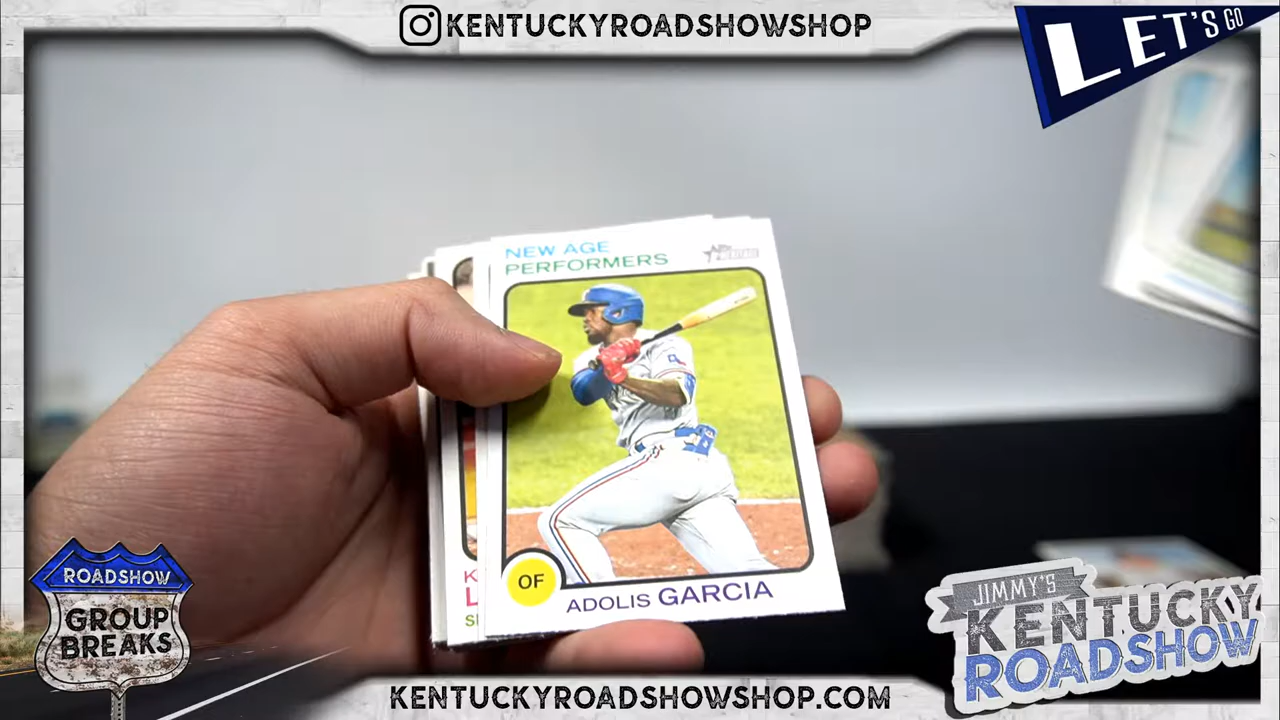 KENTUCKYROADSHOWSHOP
LET'S GO
NEW AGE
PERFORMERS
HERITAGE
OF
ADOLIS GARCIA
K
L
ROADSHOW
GROUP
BREAKS
JIMMY'S
KENTUCKY
ROADSHOW
KENTUCKYROADSHOWSHOP.COM